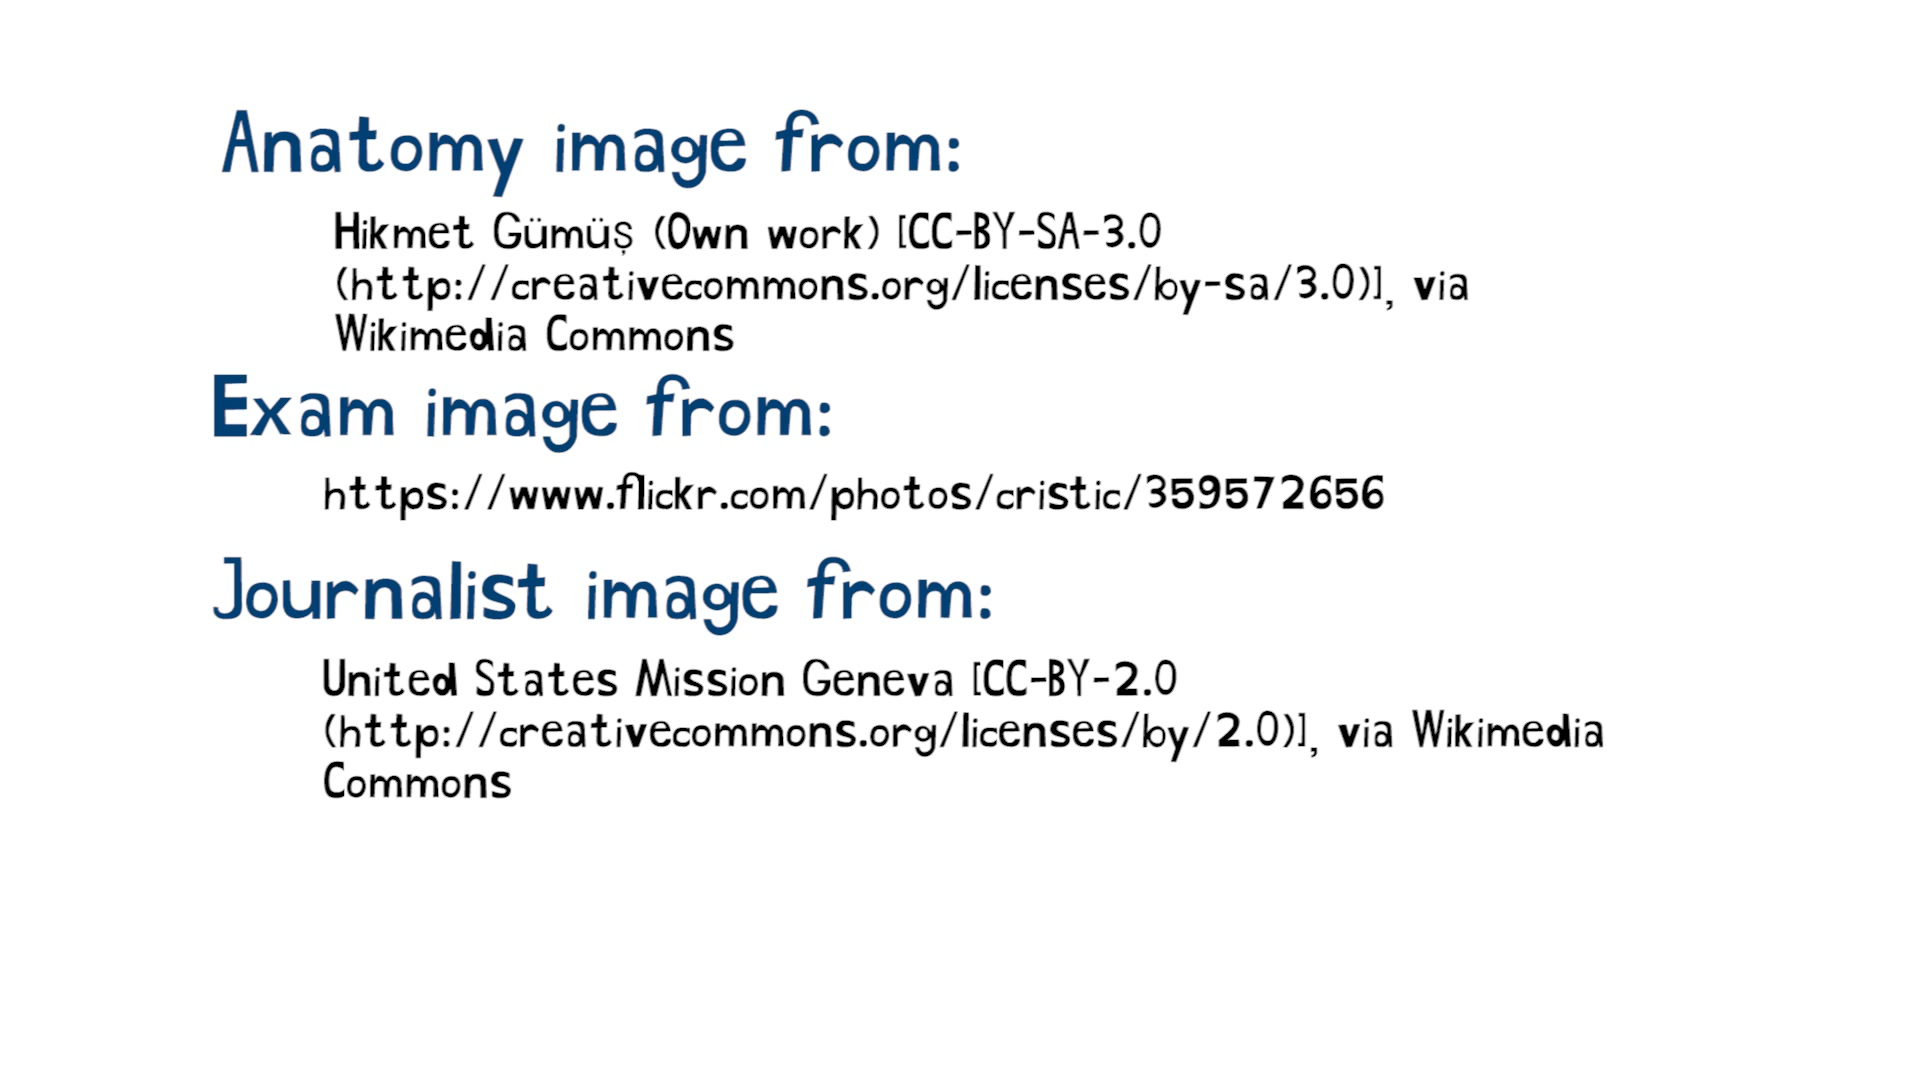 Anatomy image from:
Hikmet Gümüş (Own work) [CC-BY-SA-3.0
(http://creativecommons.org/licenses/by-sa/3.0)], via
Wikimedia Commons
Exam image from:
https://www.flickr.com/photos/cristic/359572656
Journalist image from:
United States Mission Geneva [CC-BY-2.0
(http://creativecommons.org/licenses/by/2.0)], via Wikimedia
Commons